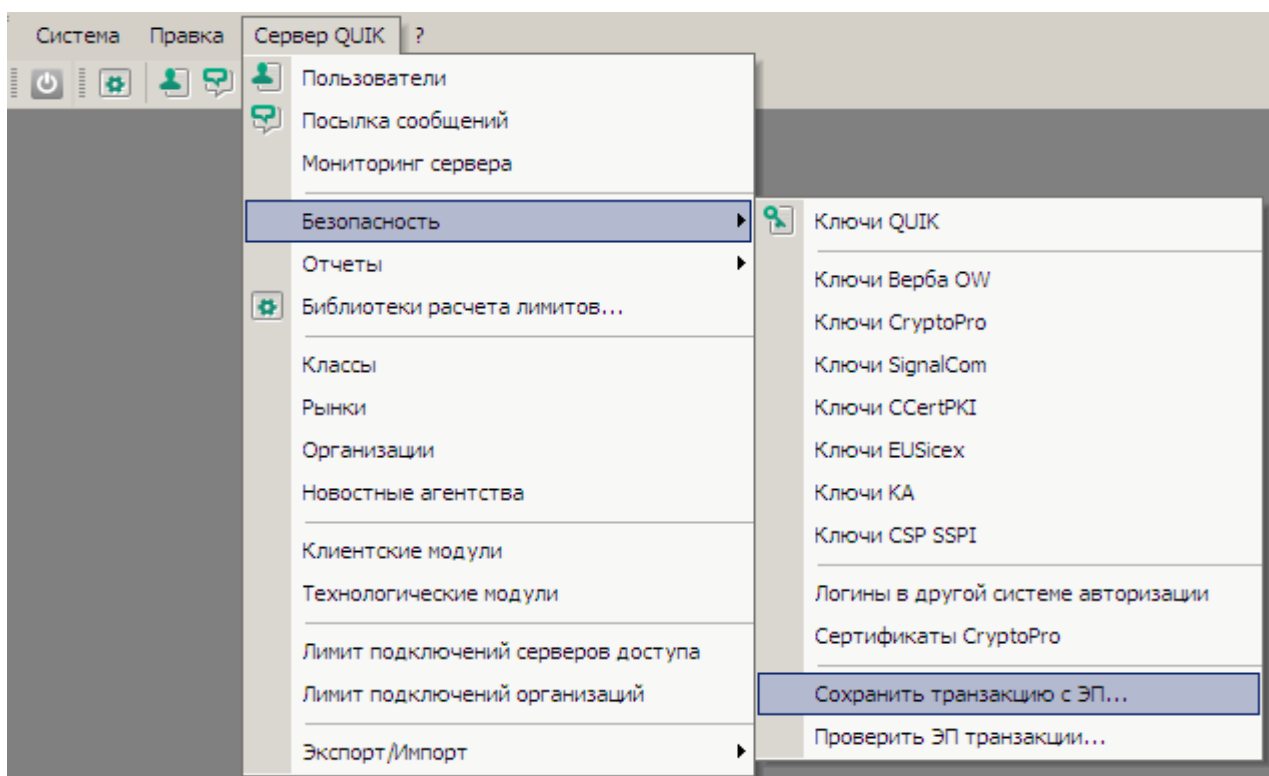 Система Правка Сервер QUIK ?
Пользователи
Посылка сообщений
Мониторинг сервера
Безопасность
Отчеты
Библиотеки расчета лимитов...
Классы
Рынки
Организации
Новостные агентства
Клиентские модули
Технологические модули
Лимит подключений серверов доступа
Лимит подключений организаций
Экспорт/Импорт
Ключи QUIK
Ключи Верба OW
Ключи CryptoPro
Ключи SignalCom
Ключи CCertPKI
Ключи EUSicex
Ключи КА
Ключи CSP SSPI
Логины в другой системе авторизации
Сертификаты CryptoPro
Сохранить транзакцию с ЭП...
Проверить ЭП транзакции...